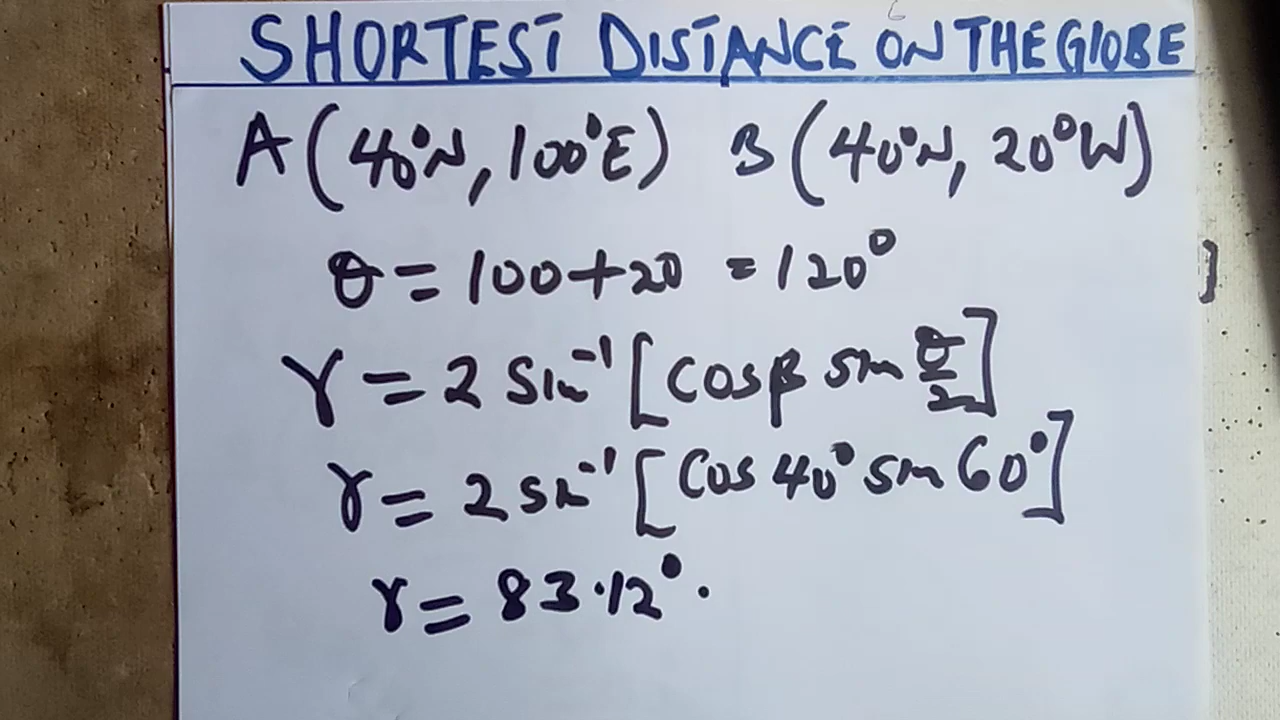 SHORTEST DISTANCE ON THE GLOBE
A (40°N, 100°E) B (40°N, 20°W)
θ = 100+20 = 120°
γ = 2 Sin⁻¹ [cosβ sin θ/2]
γ = 2 sin⁻¹ [Cos 40° sin 60°]
γ = 83.12°.
]